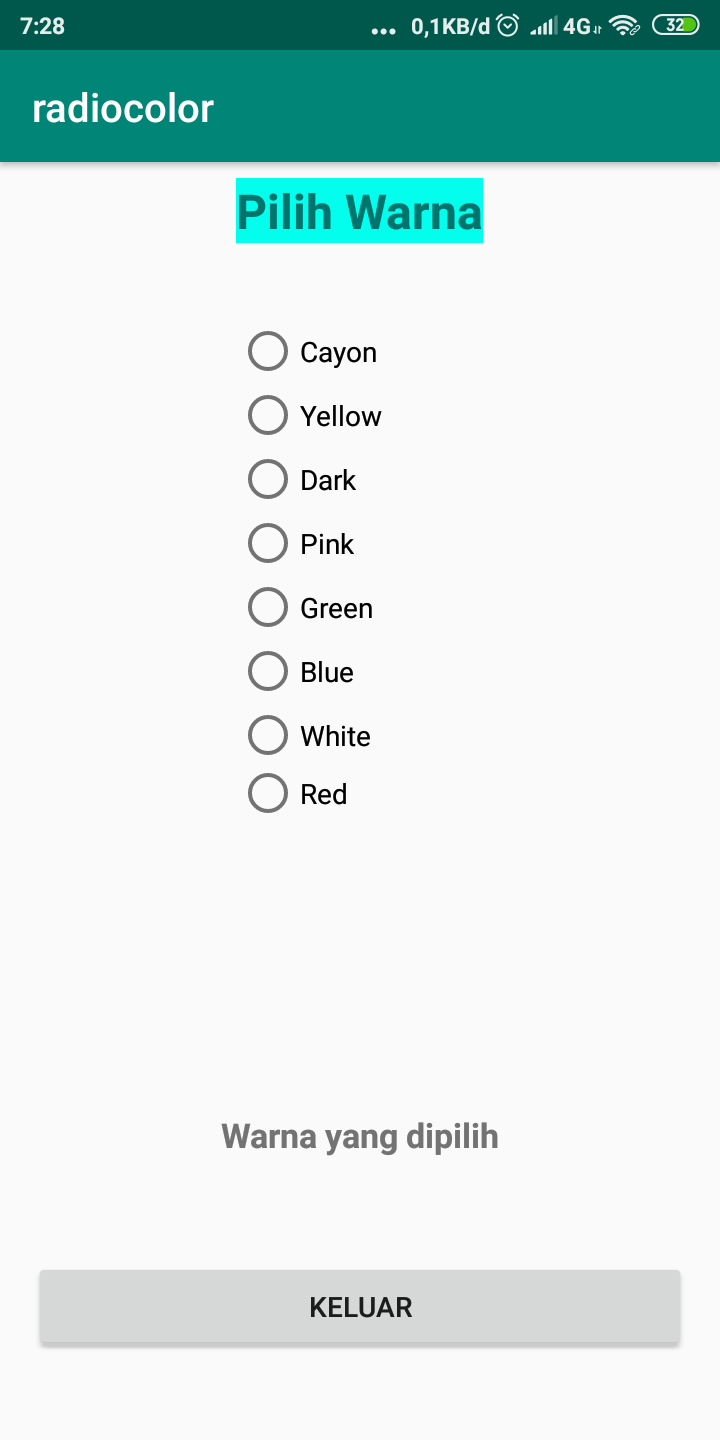 7:28 ... 0,1KB/d 4G 32
radiocolor
Pilih Warna
Cayon
Yellow
Dark
Pink
Green
Blue
White
Red
Warna yang dipilih
KELUAR